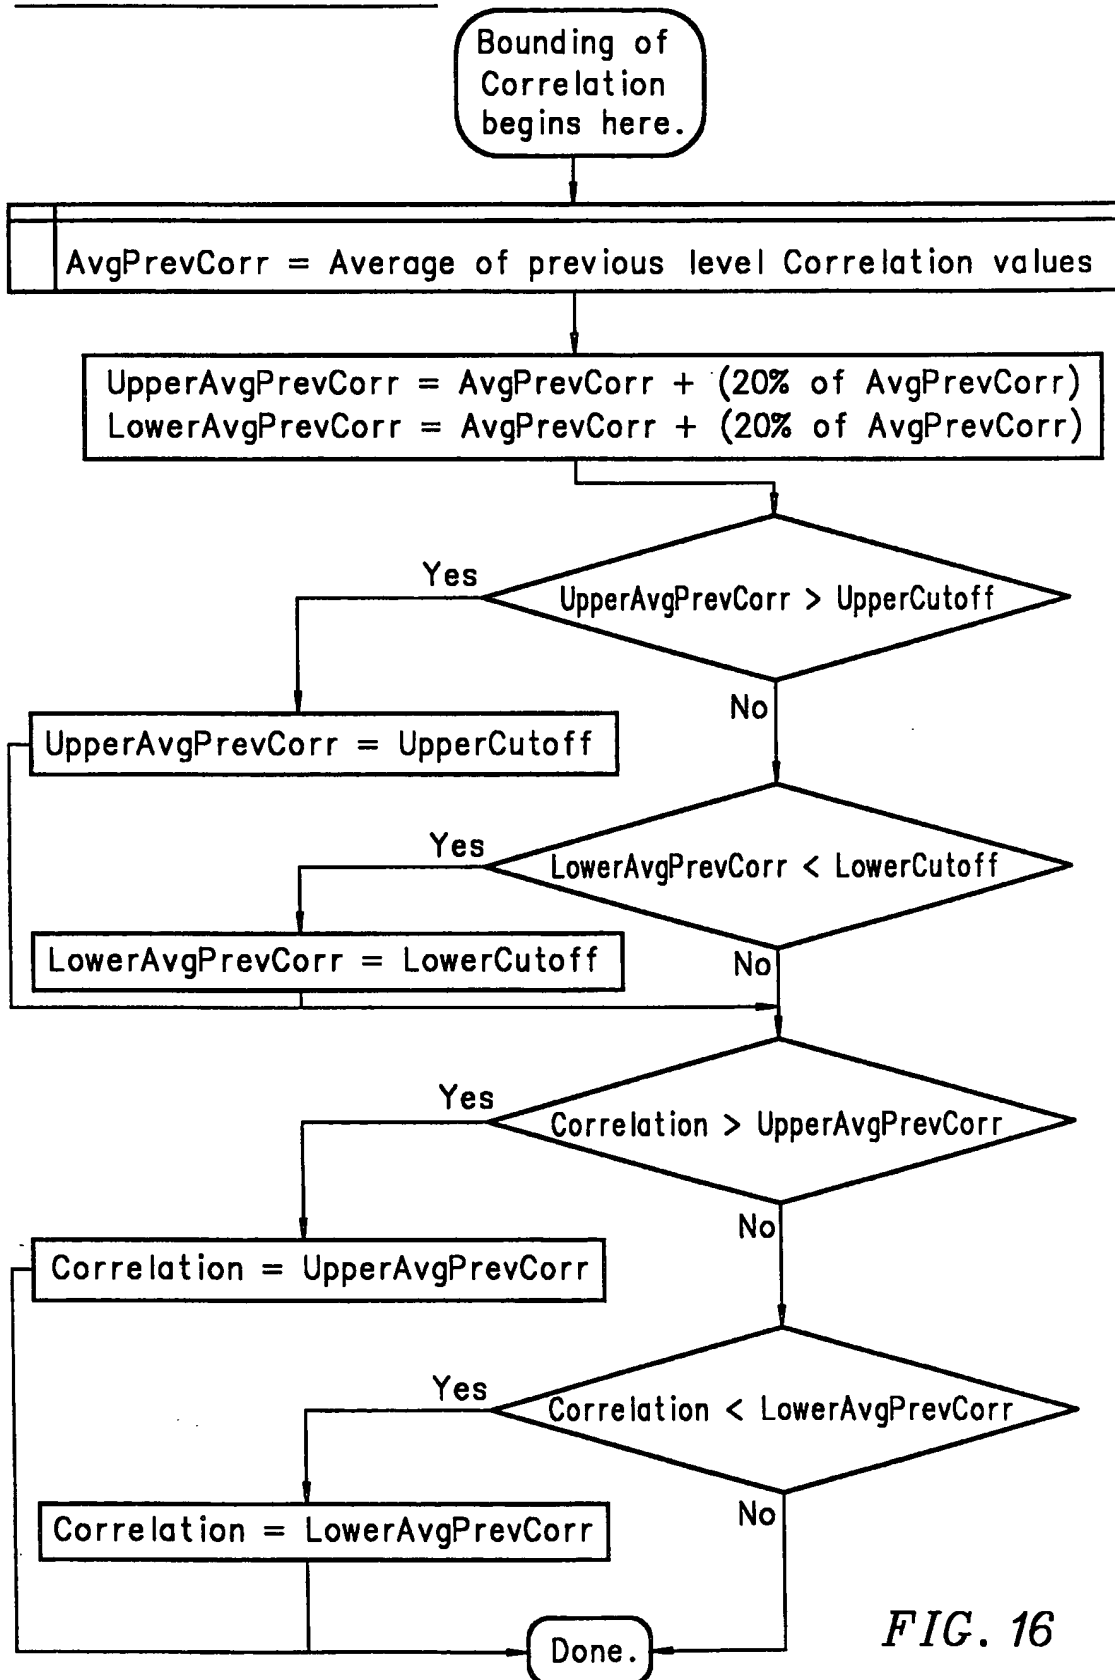 Bounding of
Correlation
begins here.
AvgPrevCorr = Average of previous level Correlation values
UpperAvgPrevCorr = AvgPrevCorr + (20% of AvgPrevCorr)
LowerAvgPrevCorr = AvgPrevCorr + (20% of AvgPrevCorr)
Yes
UpperAvgPrevCorr > UpperCutoff
No
UpperAvgPrevCorr = UpperCutoff
Yes
LowerAvgPrevCorr < LowerCutoff
LowerAvgPrevCorr = LowerCutoff
No
Yes
Correlation > UpperAvgPrevCorr
No
Correlation = UpperAvgPrevCorr
Yes
Correlation < LowerAvgPrevCorr
No
Correlation = LowerAvgPrevCorr
Done.
FIG. 16